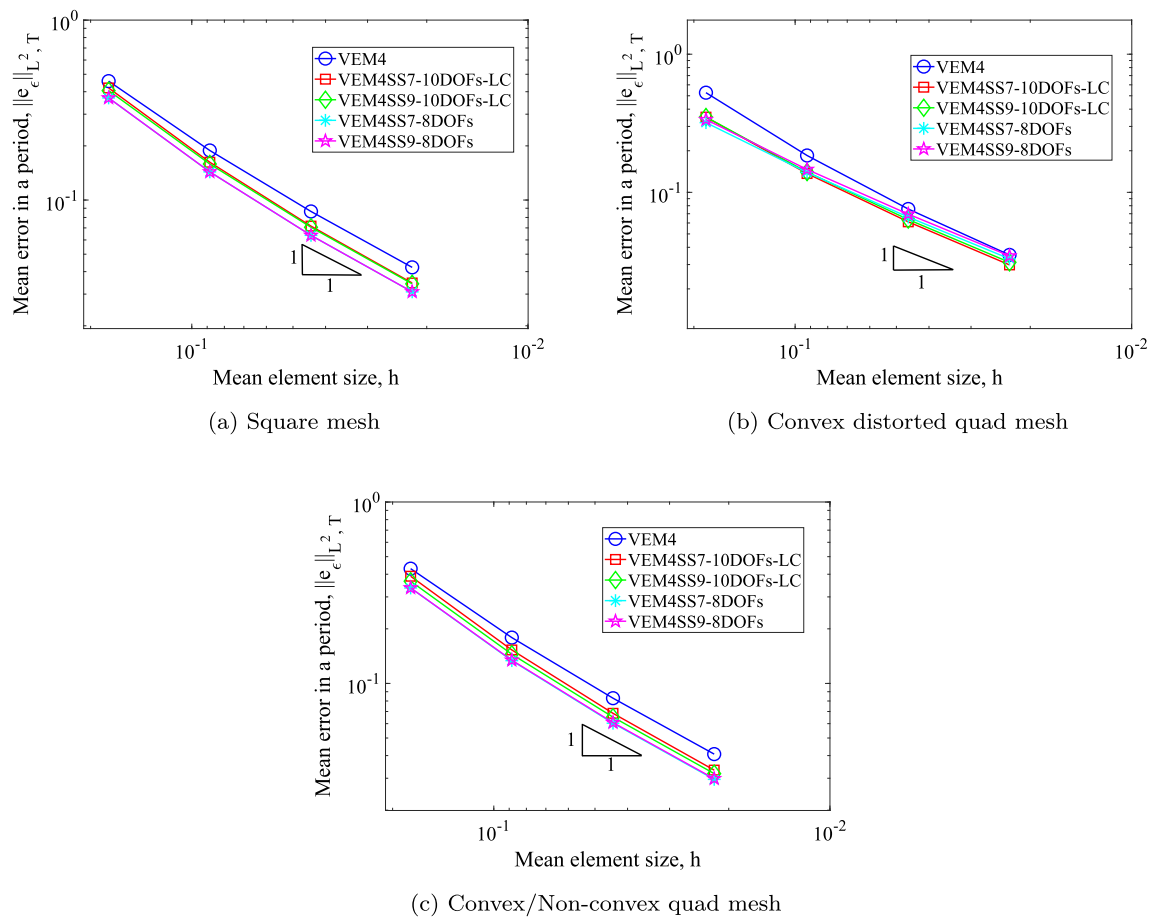 10^0
10^-1
Mean error in a period, ||e_ϵ||_{L^2, T}
VEM4
VEM4SS7-10DOFs-LC
VEM4SS9-10DOFs-LC
VEM4SS7-8DOFs
VEM4SS9-8DOFs
1
1
10^-1
10^-2
Mean element size, h
(a) Square mesh
10^0
10^-1
Mean error in a period, ||e_ϵ||_{L^2, T}
VEM4
VEM4SS7-10DOFs-LC
VEM4SS9-10DOFs-LC
VEM4SS7-8DOFs
VEM4SS9-8DOFs
1
1
10^-1
10^-2
Mean element size, h
(b) Convex distorted quad mesh
10^0
10^-1
Mean error in a period, ||e_ϵ||_{L^2, T}
VEM4
VEM4SS7-10DOFs-LC
VEM4SS9-10DOFs-LC
VEM4SS7-8DOFs
VEM4SS9-8DOFs
1
1
10^-1
10^-2
Mean element size, h
(c) Convex/Non-convex quad mesh